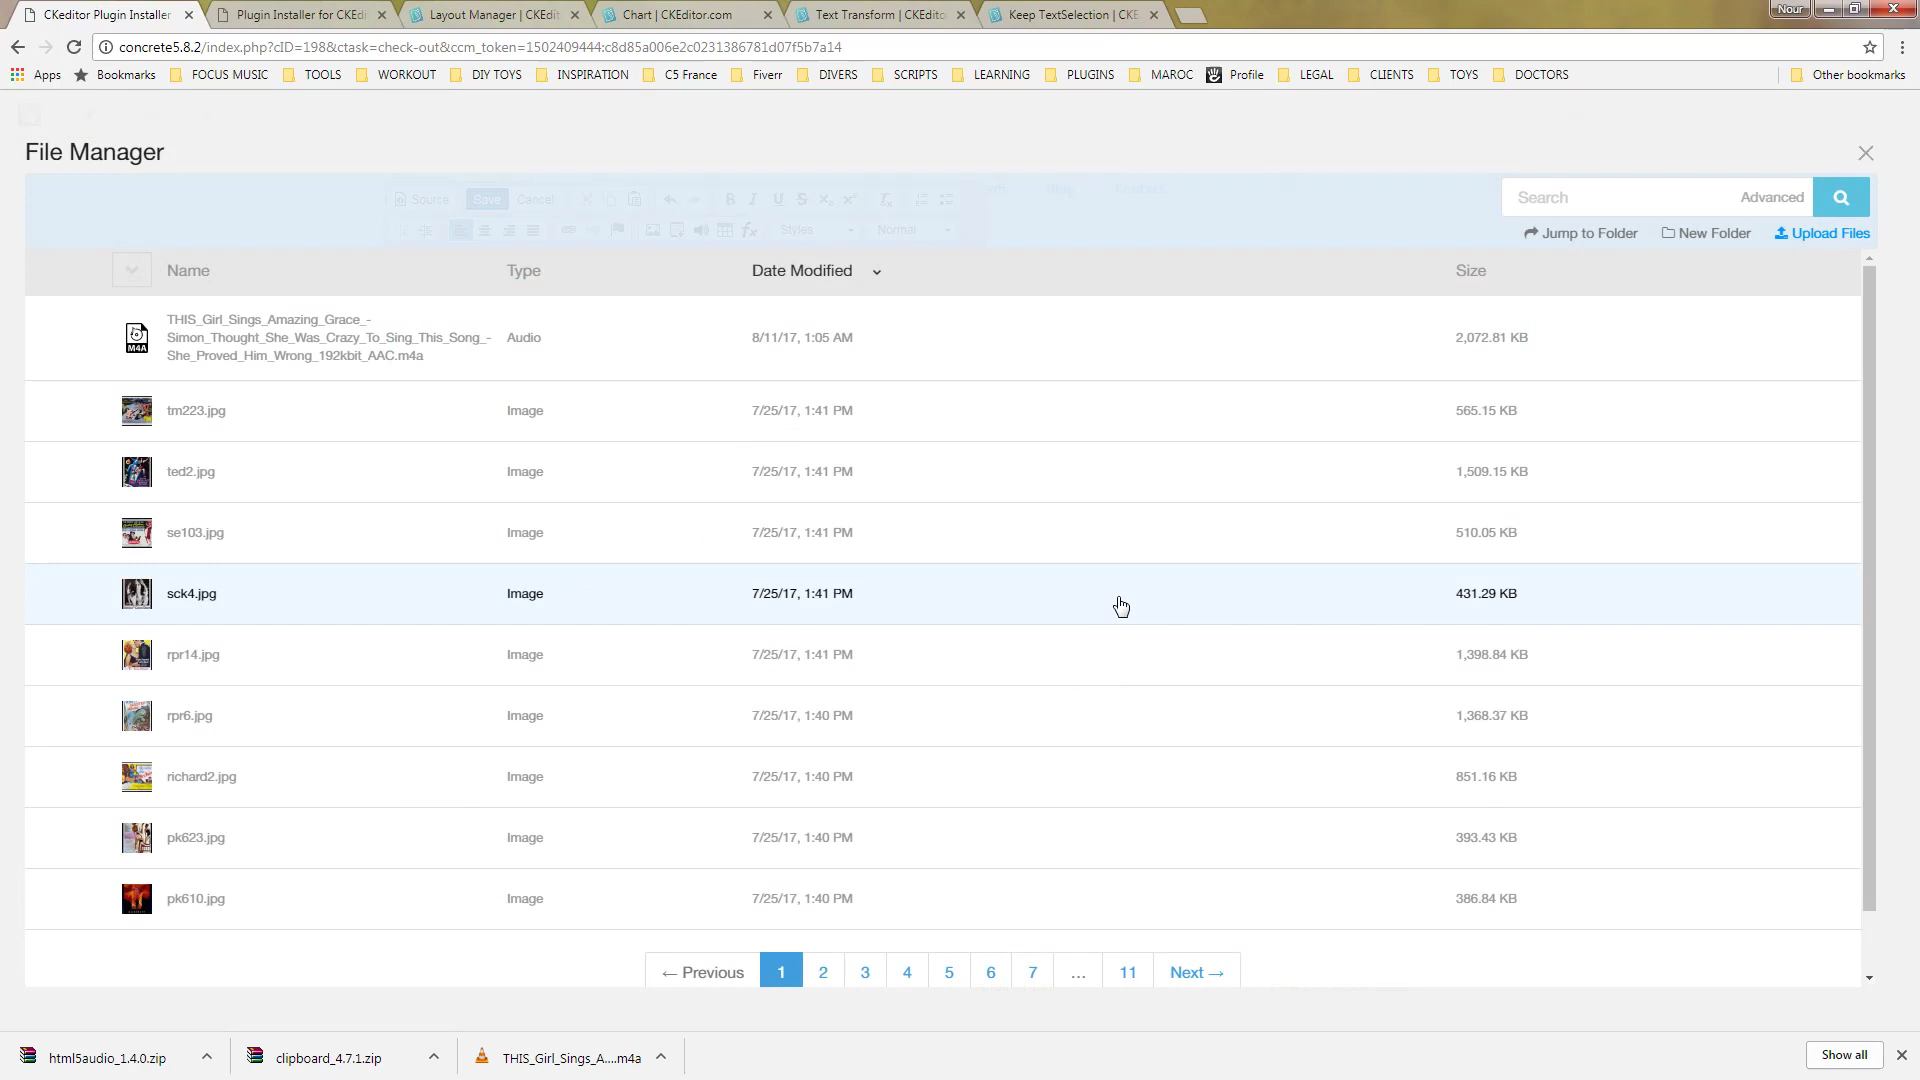 CKeditor Plugin Installer
Plugin Installer for CKEdi
Layout Manager | CKEdit
Chart | CKEditor.com
Text Transform | CKEdito
Keep TextSelection | CKE
Nour
concrete5.8.2/index.php?cID=198&ctask=check-out&ccm_token=1502409444:c8d85a006e2c0231386781d07f5b7a14
Apps
Bookmarks
FOCUS MUSIC
TOOLS
WORKOUT
DIY TOYS
INSPIRATION
C5 France
Fiverr
DIVERS
SCRIPTS
LEARNING
PLUGINS
MAROC
Profile
LEGAL
CLIENTS
TOYS
DOCTORS
Other bookmarks
File Manager
Source
Save
Cancel
Blog
Contact
Styles
Normal
Search
Advanced
Jump to Folder
New Folder
Upload Files
Name Type Date Modified Size
M4A
THIS_Girl_Sings_Amazing_Grace_-
Simon_Thought_She_Was_Crazy_To_Sing_This_Song_-
She_Proved_Him_Wrong_192kbit_AAC.m4a
Audio 8/11/17, 1:05 AM 2,072.81 KB
tm223.jpg Image 7/25/17, 1:41 PM 565.15 KB
ted2.jpg Image 7/25/17, 1:41 PM 1,509.15 KB
se103.jpg Image 7/25/17, 1:41 PM 510.05 KB
sck4.jpg Image 7/25/17, 1:41 PM 431.29 KB
rpr14.jpg Image 7/25/17, 1:41 PM 1,398.84 KB
rpr6.jpg Image 7/25/17, 1:40 PM 1,368.37 KB
richard2.jpg Image 7/25/17, 1:40 PM 851.16 KB
pk623.jpg Image 7/25/17, 1:40 PM 393.43 KB
pk610.jpg Image 7/25/17, 1:40 PM 386.84 KB
← Previous 1 2 3 4 5 6 7 ... 11 Next →
html5audio_1.4.0.zip
clipboard_4.7.1.zip
THIS_Girl_Sings_A....m4a
Show all